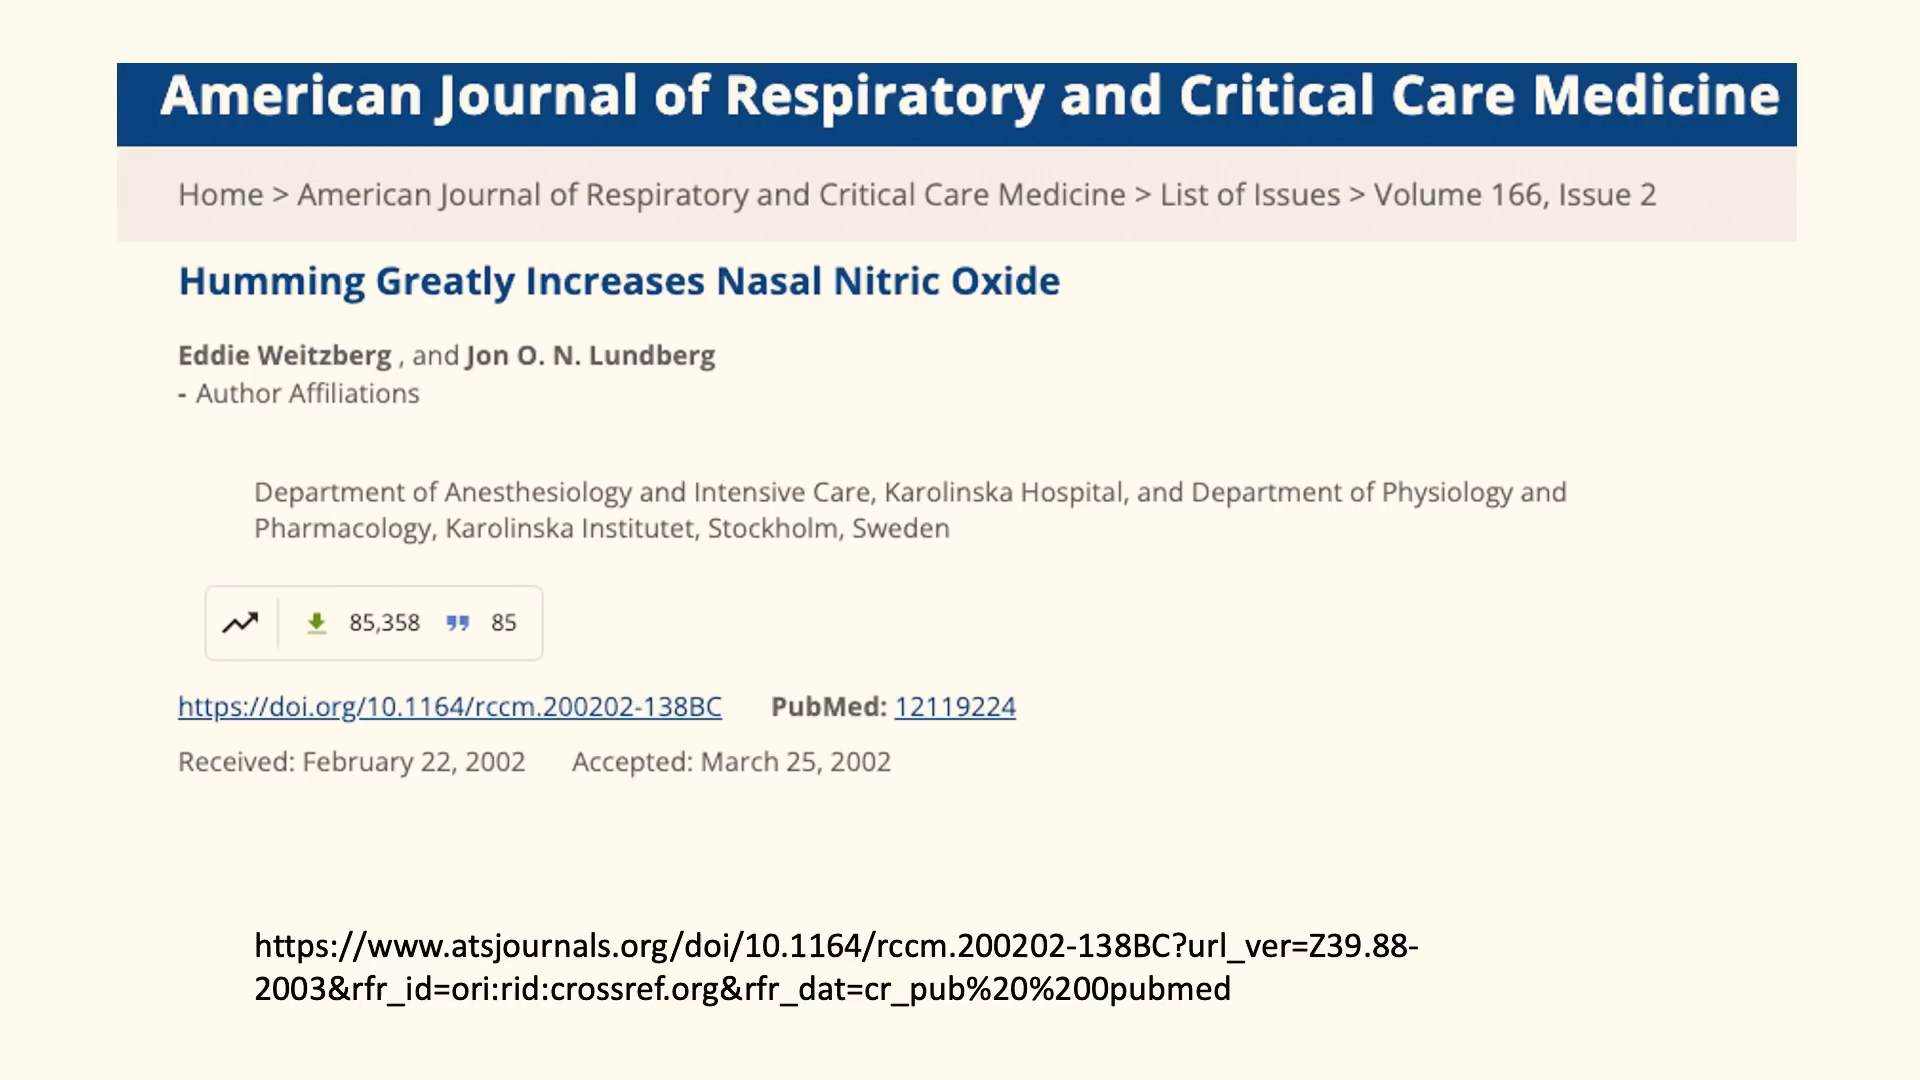 American Journal of Respiratory and Critical Care Medicine
Home > American Journal of Respiratory and Critical Care Medicine > List of Issues > Volume 166, Issue 2
Humming Greatly Increases Nasal Nitric Oxide
Eddie Weitzberg , and Jon O. N. Lundberg
- Author Affiliations
Department of Anesthesiology and Intensive Care, Karolinska Hospital, and Department of Physiology and
Pharmacology, Karolinska Institutet, Stockholm, Sweden
85,358 85
https://doi.org/10.1164/rccm.200202-138BC PubMed: 12119224
Received: February 22, 2002 Accepted: March 25, 2002
https://www.atsjournals.org/doi/10.1164/rccm.200202-138BC?url_ver=Z39.88-
2003&rfr_id=ori:rid:crossref.org&rfr_dat=cr_pub%20%200pubmed